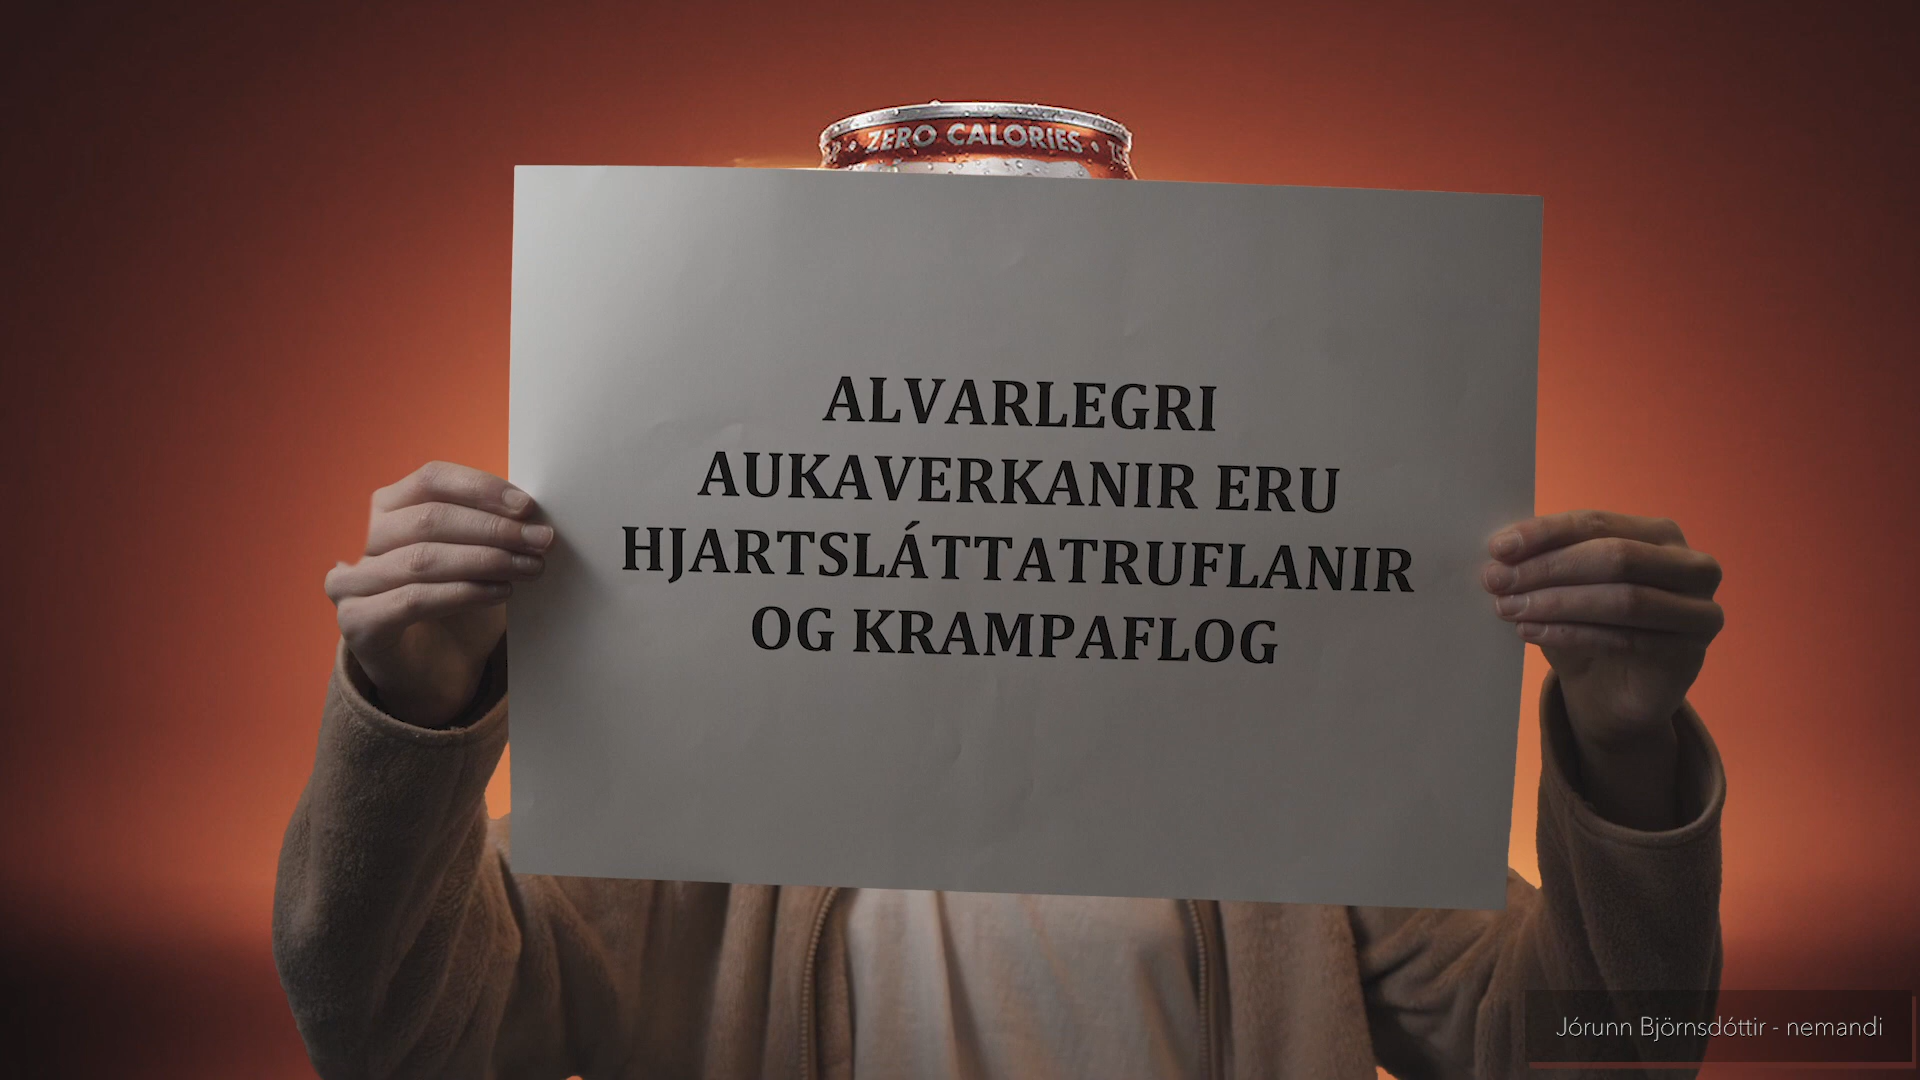 ZERO CALORIES
ALVARLEGRI
AUKAVERKANIR ERU
HJARTSLÁTTATRUFLANIR
OG KRAMPAFLOG
Jórunn Björnsdóttir - nemandi